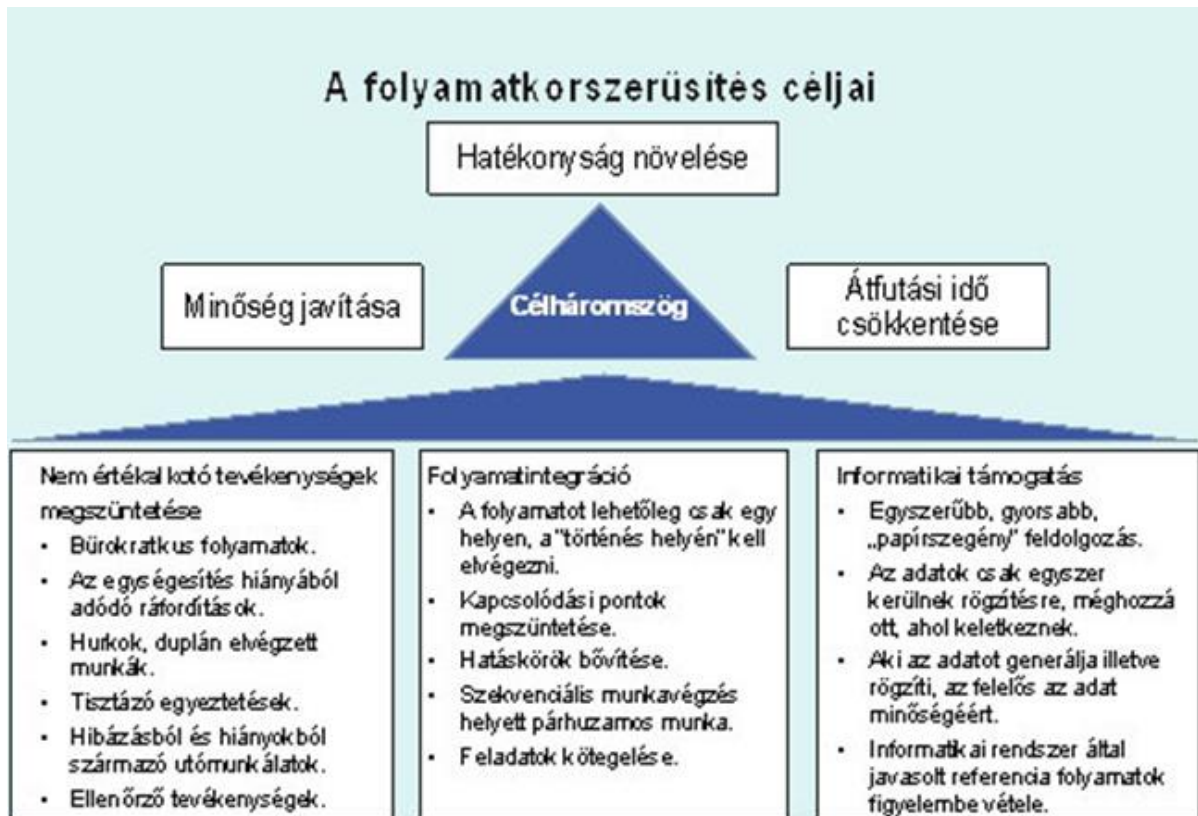 A folyamatkorszerűsítés céljai
Hatékonyság növelése
Minőség javítása
Célháromszög
Átfutási idő
csökkentése
Nem értékalkotó tevékenységek
megszüntetése
• Bürokratkus folyamatok.
• Az egységesítés hiányából
adódó ráfordítások.
• Hurkok, duplán elvégzett
munkák.
• Tisztázó egyeztetések.
• Hibázásból és hiányokból
származó utómunkálatok.
• Ellenőrző tevékenységek.
Folyamatintegráció
• A folyamatot lehetőleg csak egy
helyen, a "történés helyén" kell
elvégezni.
• Kapcsolódási pontok
megszüntetése.
• Hatáskörök bővítése.
• Szekvenciális munkavégzés
helyett párhuzamos munka.
• Feladatok kötegelése.
Informatikai támogatás
• Egyszerűbb, gyorsabb,
„papírszegény" feldolgozás.
• Az adatok csak egyszer
kerülnek rögzítésre, méghozzá
ott, ahol keletkeznek.
• Aki az adatot generálja illetve
rögzíti, az felelős az adat
minőségéért.
• Informatikai rendszer által
javasolt referencia folyamatok
figyelembe vétele.